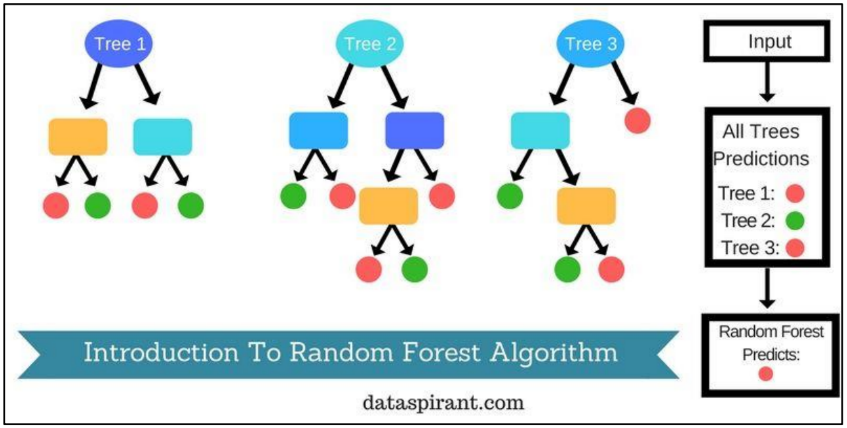 Tree 1
Tree 2
Tree 3
Input
All Trees
Predictions
Tree 1:
Tree 2:
Tree 3:
Random Forest
Predicts:
Introduction To Random Forest Algorithm
dataspirant.com